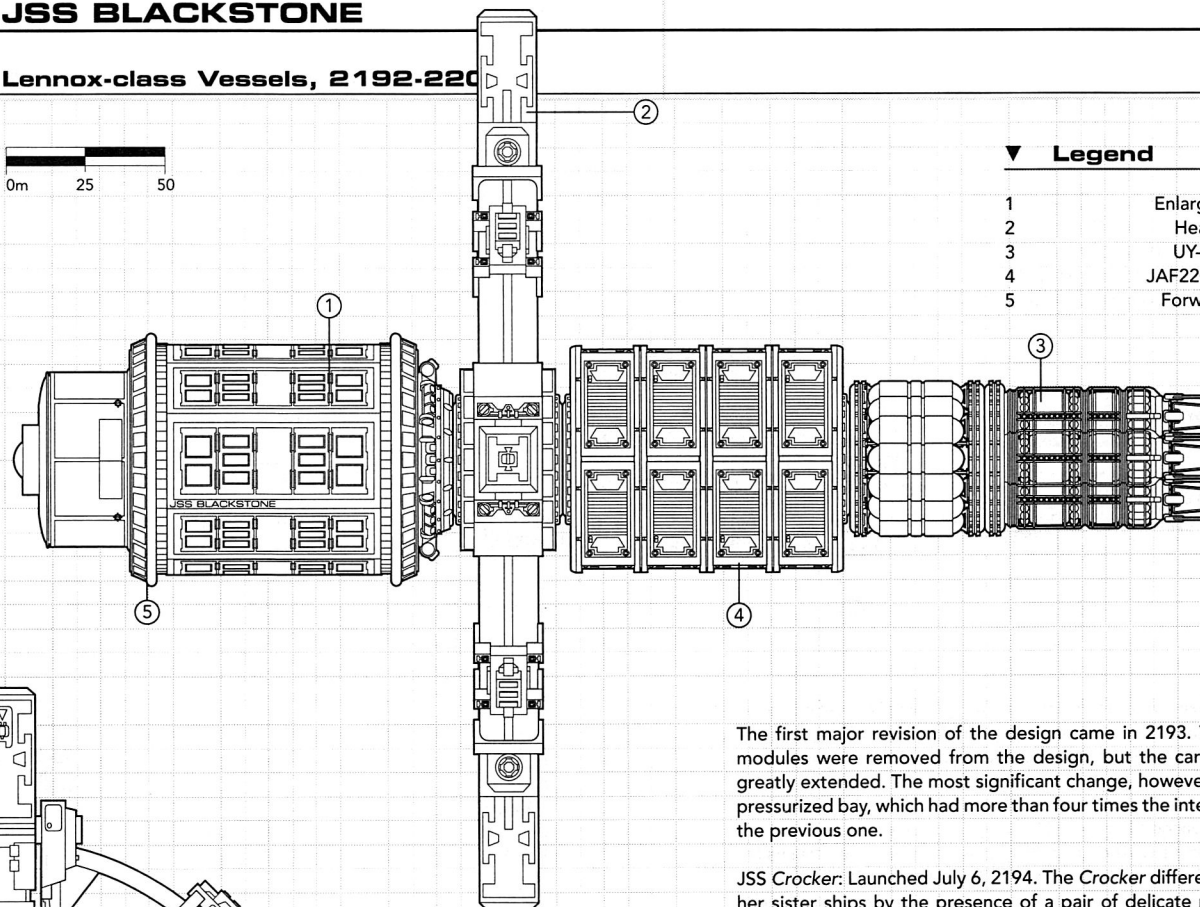 JSS BLACKSTONE
Lennox-class Vessels, 2192-220
2
0m 25 50
▼ Legend
1 Enlarg
2 Hea
3 UY-
4 JAF22
5 Forw
1
3
JSS BLACKSTONE
5
4
The first major revision of the design came in 2193.
modules were removed from the design, but the car
greatly extended. The most significant change, howeve
pressurized bay, which had more than four times the inte
the previous one.
JSS Crocker: Launched July 6, 2194. The Crocker differe
her sister ships by the presence of a pair of delicate